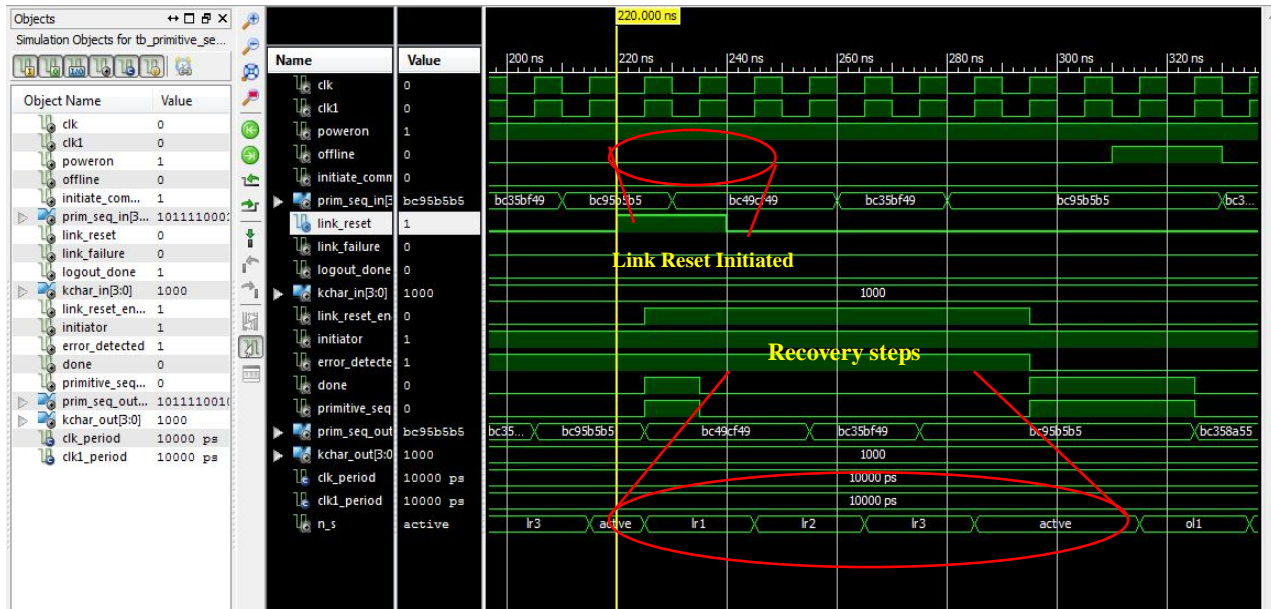 Objects
Simulation Objects for tb_primitive_se...
Object Name Value
clk 0
clk1 0
poweron 1
offline 0
initiate_com... 1
prim_seq_in[3... 101111000:
link_reset 0
link_failure 0
logout_done 1
kchar_in[3:0] 1000
link_reset_en... 1
initiator 1
error_detected 1
done 0
primitive_seq... 0
prim_seq_out... 101111001(
kchar_out[3:0] 1000
clk_period 10000 ps
clk1_period 10000 ps
220.000 ns
Name Value 200 ns 220 ns 240 ns 260 ns 280 ns 300 ns 320 ns
clk 0
clk1 0
poweron 1
offline 0
initiate_comm 0
prim_seq_in[3 bc95b5b5 bc35bf49 bc95b5b5 bc49cf49 bc35bf49 bc95b5b5 bc3...
link_reset 1
link_failure 0
Link Reset Initiated
logout_done 0
kchar_in[3:0] 1000 1000
link_reset_en 0
initiator 1
Recovery steps
error_detecte 1
done 0
primitive_seq 0
prim_seq_out bc95b5b5 bc35... bc95b5b5 bc49cf49 bc35bf49 bc95b5b5 bc358a55
kchar_out[3:0 1000 1000
clk_period 10000 ps 10000 ps
clk1_period 10000 ps 10000 ps
n_s active lr3 active lr1 lr2 lr3 active ol1